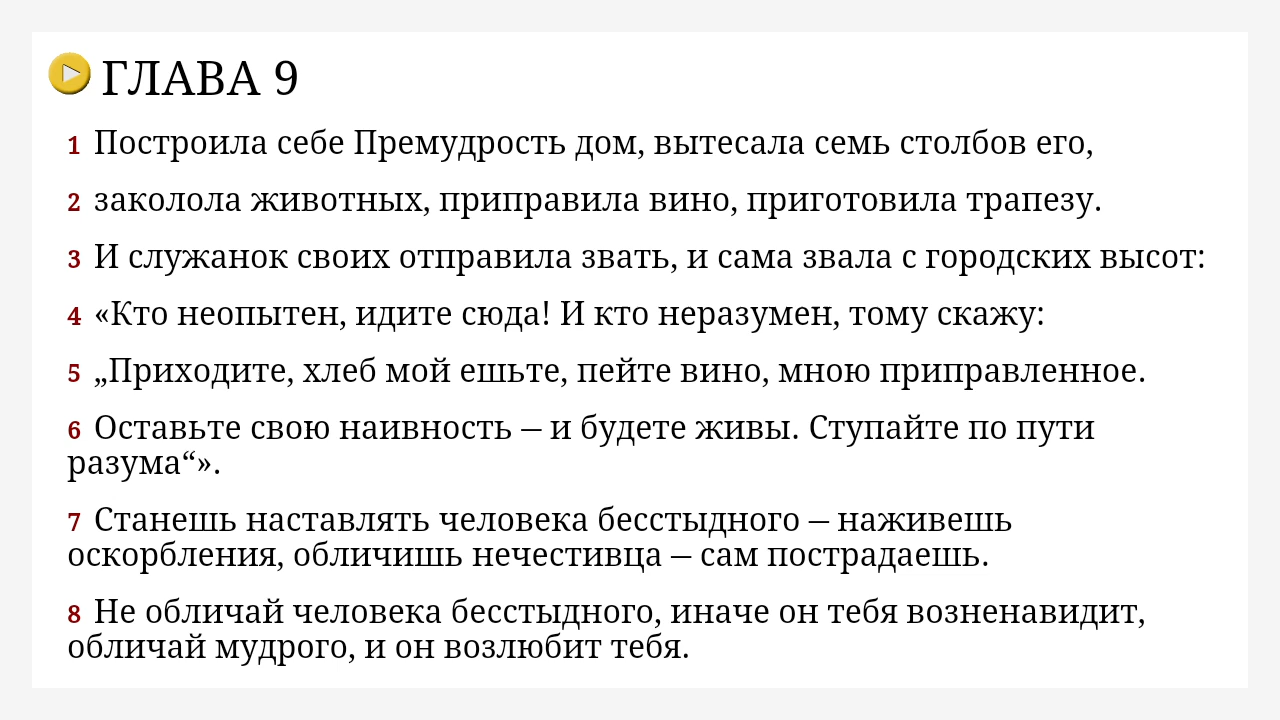 ГЛАВА 9
1 Построила себе Премудрость дом, вытесала семь столбов его,
2 заколола животных, приправила вино, приготовила трапезу.
3 И служанок своих отправила звать, и сама звала с городских высот:
4 «Кто неопытен, идите сюда! И кто неразумен, тому скажу:
5 „Приходите, хлеб мой ешьте, пейте вино, мною приправленное.
6 Оставьте свою наивность – и будете живы. Ступайте по пути
разума“».
7 Станешь наставлять человека бесстыдного – наживешь
оскорбления, обличишь нечестивца – сам пострадаешь.
8 Не обличай человека бесстыдного, иначе он тебя возненавидит,
обличай мудрого, и он возлюбит тебя.